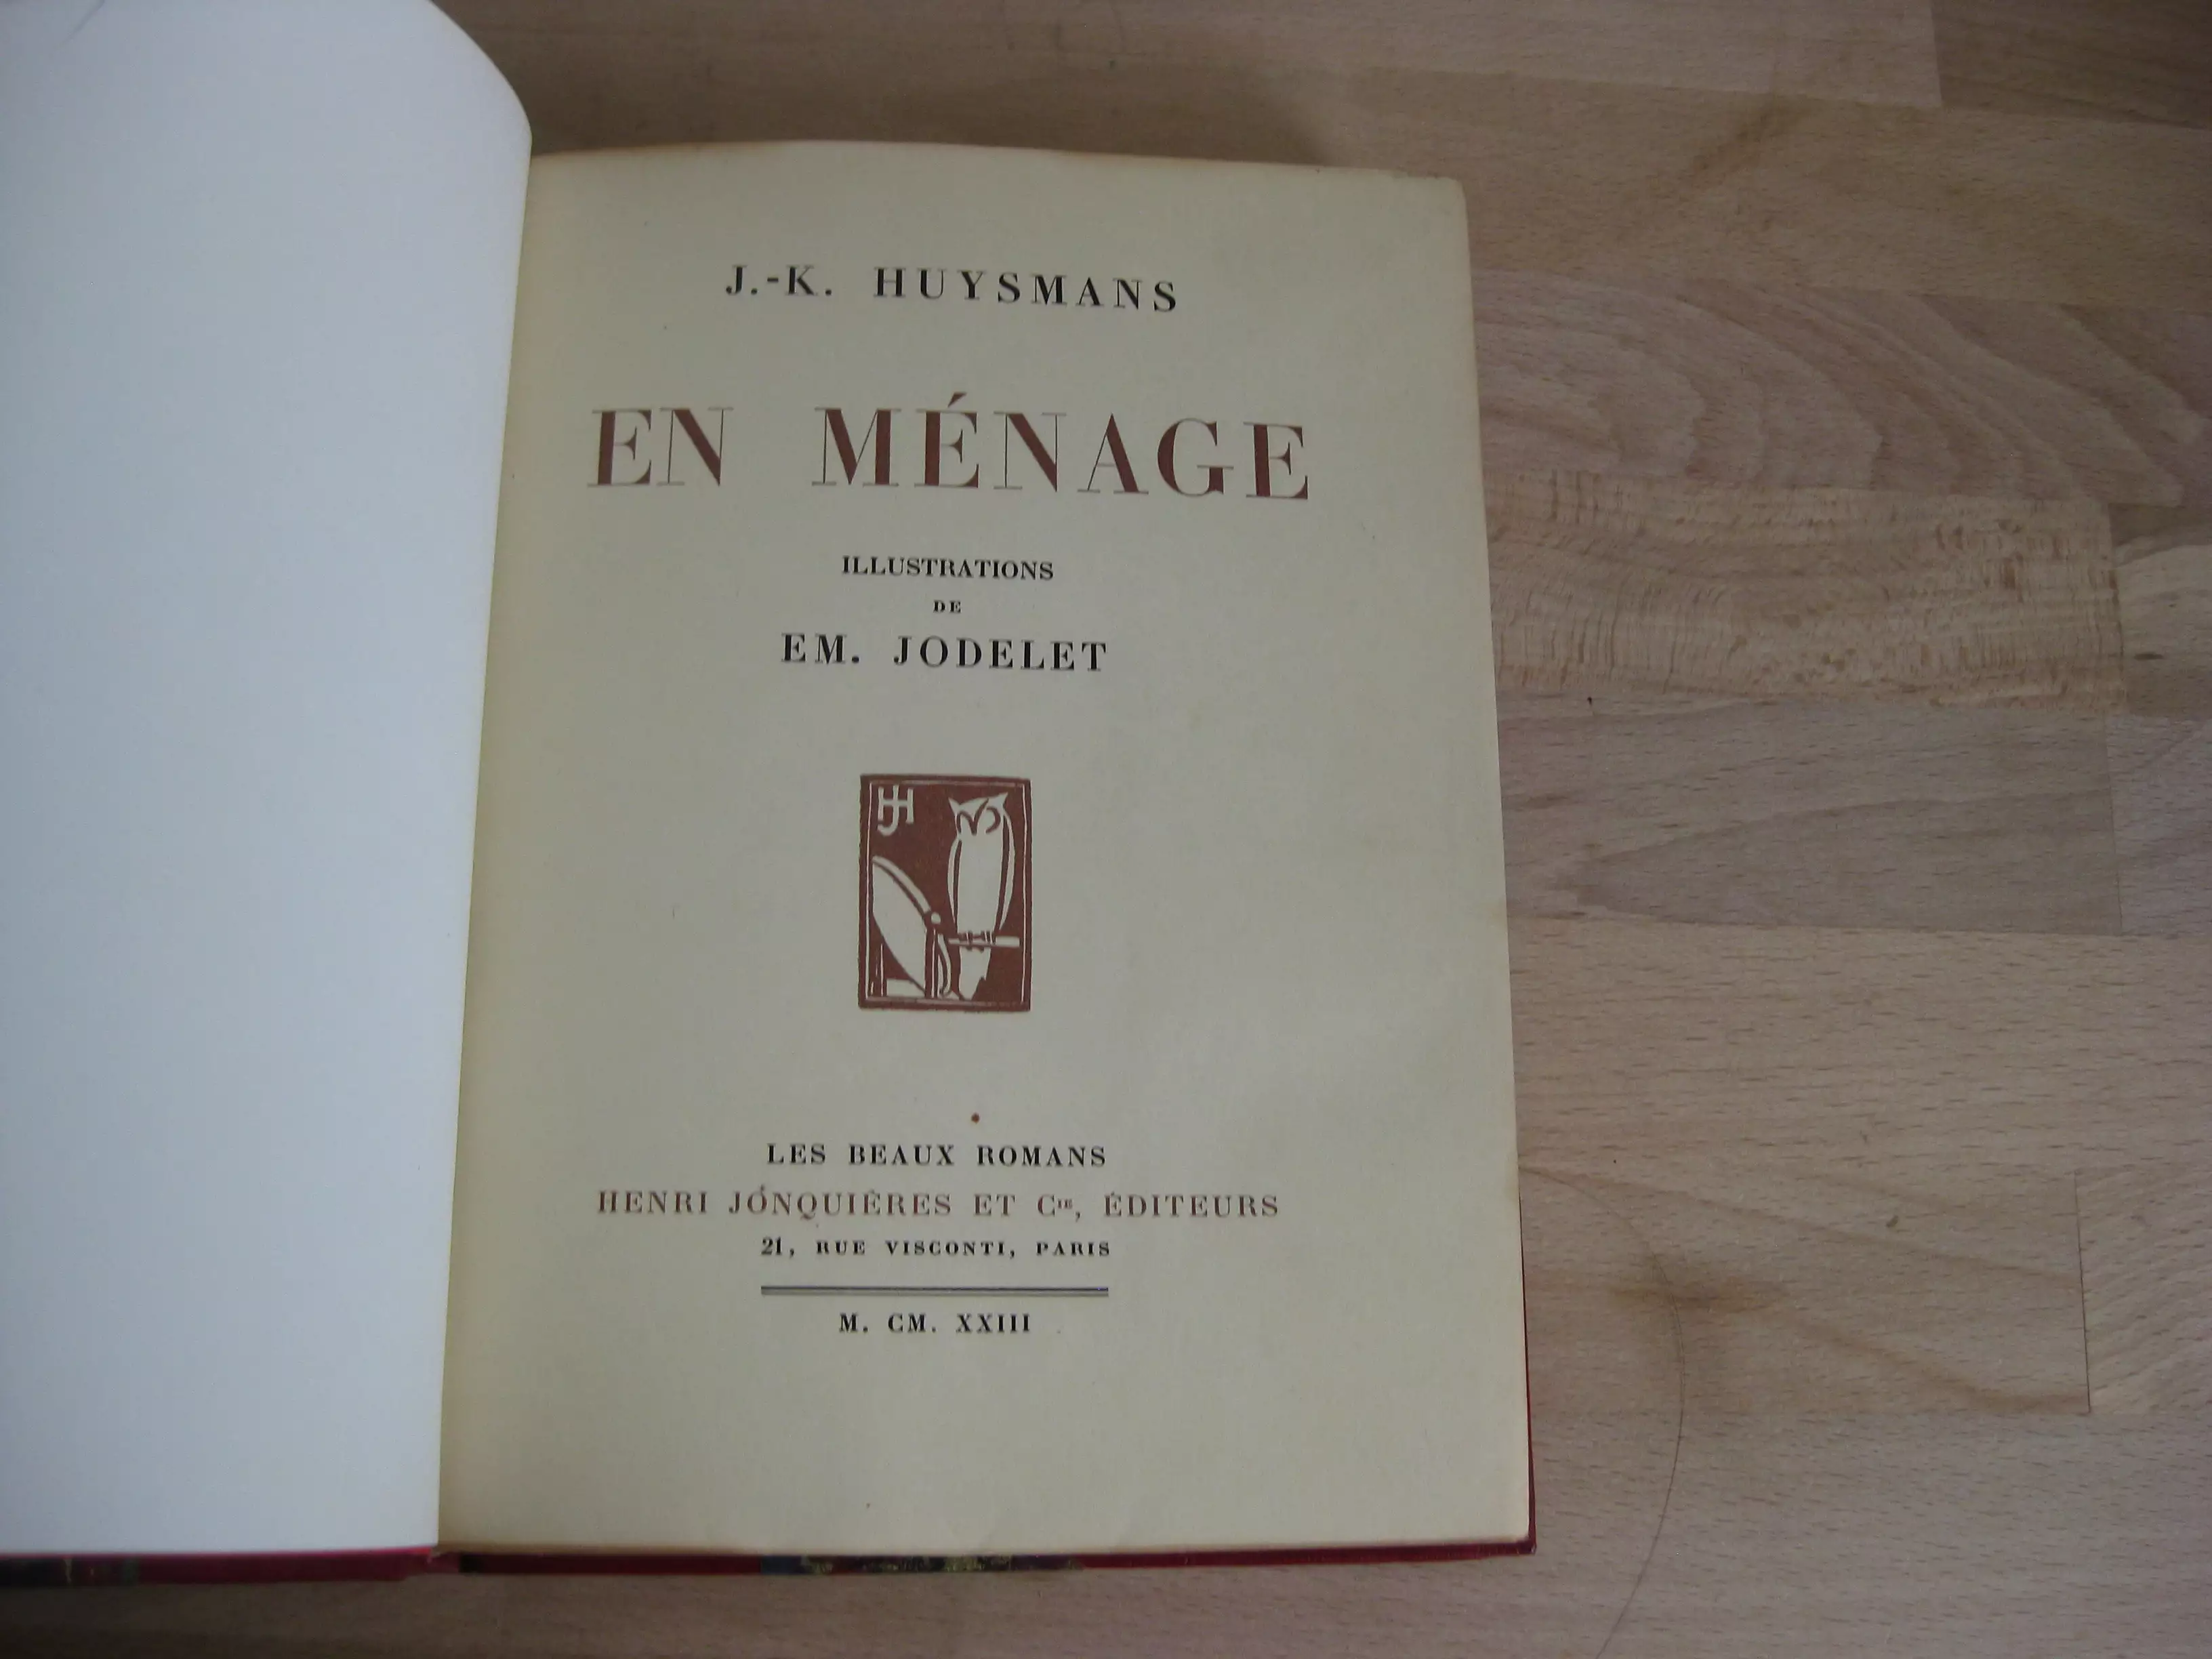 J.-K. HUYSMANS
EN MÉNAGE
ILLUSTRATIONS
DE
EM. JODELET
HJ
LES BEAUX ROMANS
HENRI JONQUIÈRES ET CIE, ÉDITEURS
21, RUE VISCONTI, PARIS
M. CM. XXIII